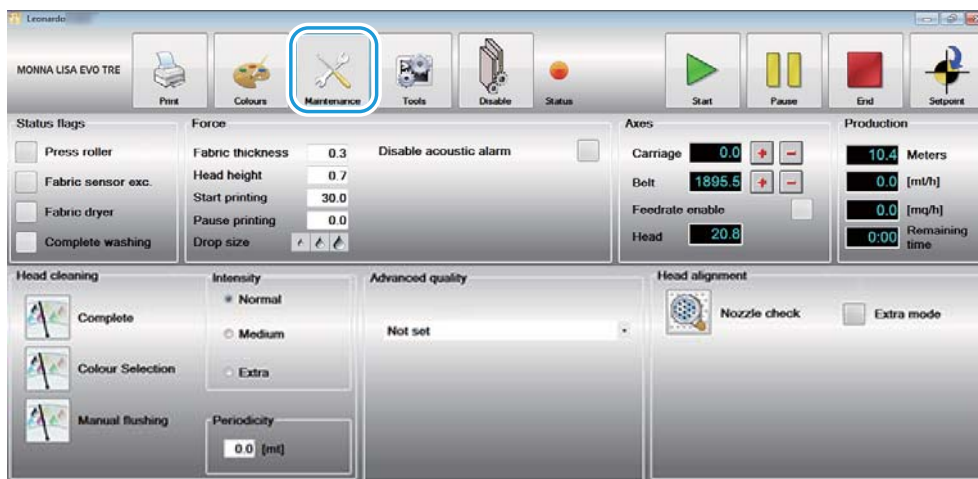 Leonardo
MONNA LISA EVO TRE
Print
Colours
Maintenance
Tools
Disable
Status
Start
Pause
End
Setpoint
Status flags
Press roller
Fabric sensor exc.
Fabric dryer
Complete washing
Force
Fabric thickness 0.3
Head height 0.7
Start printing 30.0
Pause printing 0.0
Drop size
Disable acoustic alarm
Axes
Carriage 0.0 + -
Belt 1895.5 + -
Feedrate enable
Head 20.8
Production
10.4 Meters
0.0 [mt/h]
0.0 [mq/h]
0:00 Remaining
time
Head cleaning
Complete
Colour Selection
Manual flushing
Intensity
Normal
Medium
Extra
Periodicity
0.0 [mt]
Advanced quality
Not set
Head alignment
Nozzle check
Extra mode